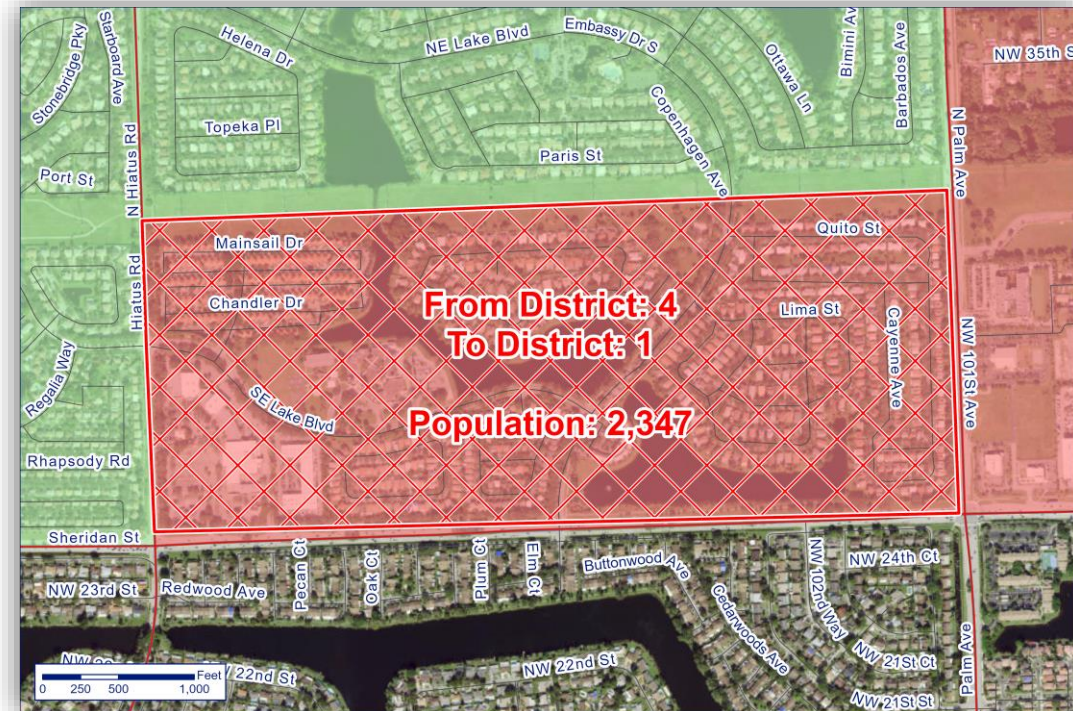 Stonebridge Pky
Starboard Ave
Helena Dr
NE Lake Blvd
Embassy Dr S
Ottawa Ln
Bimini Av
Barbados Ave
NW 35th S
Topeka Pl
Paris St
Copenhagen Ave
N Palm Ave
Port St
N Hiatus Rd
Mainsail Dr
Quito St
Hiatus Rd
Chandler Dr
From District: 4
To District: 1
Lima St
Cayenne Ave
NW 101St Ave
Regalia Way
SE Lake Blvd
Population: 2,347
Rhapsody Rd
Sheridan St
NW 23rd St
Redwood Ave
Pecan Ct
Oak Ct
Plum Ct
Elm Ct
Buttonwood Ave
Cedarwoods Ave
NW 102nd Way
NW 24th Ct
NW 22nd St
NW 22nd St
NW 21St Ct
NW 21St St
Palm Ave
Feet
0 250 500 1,000